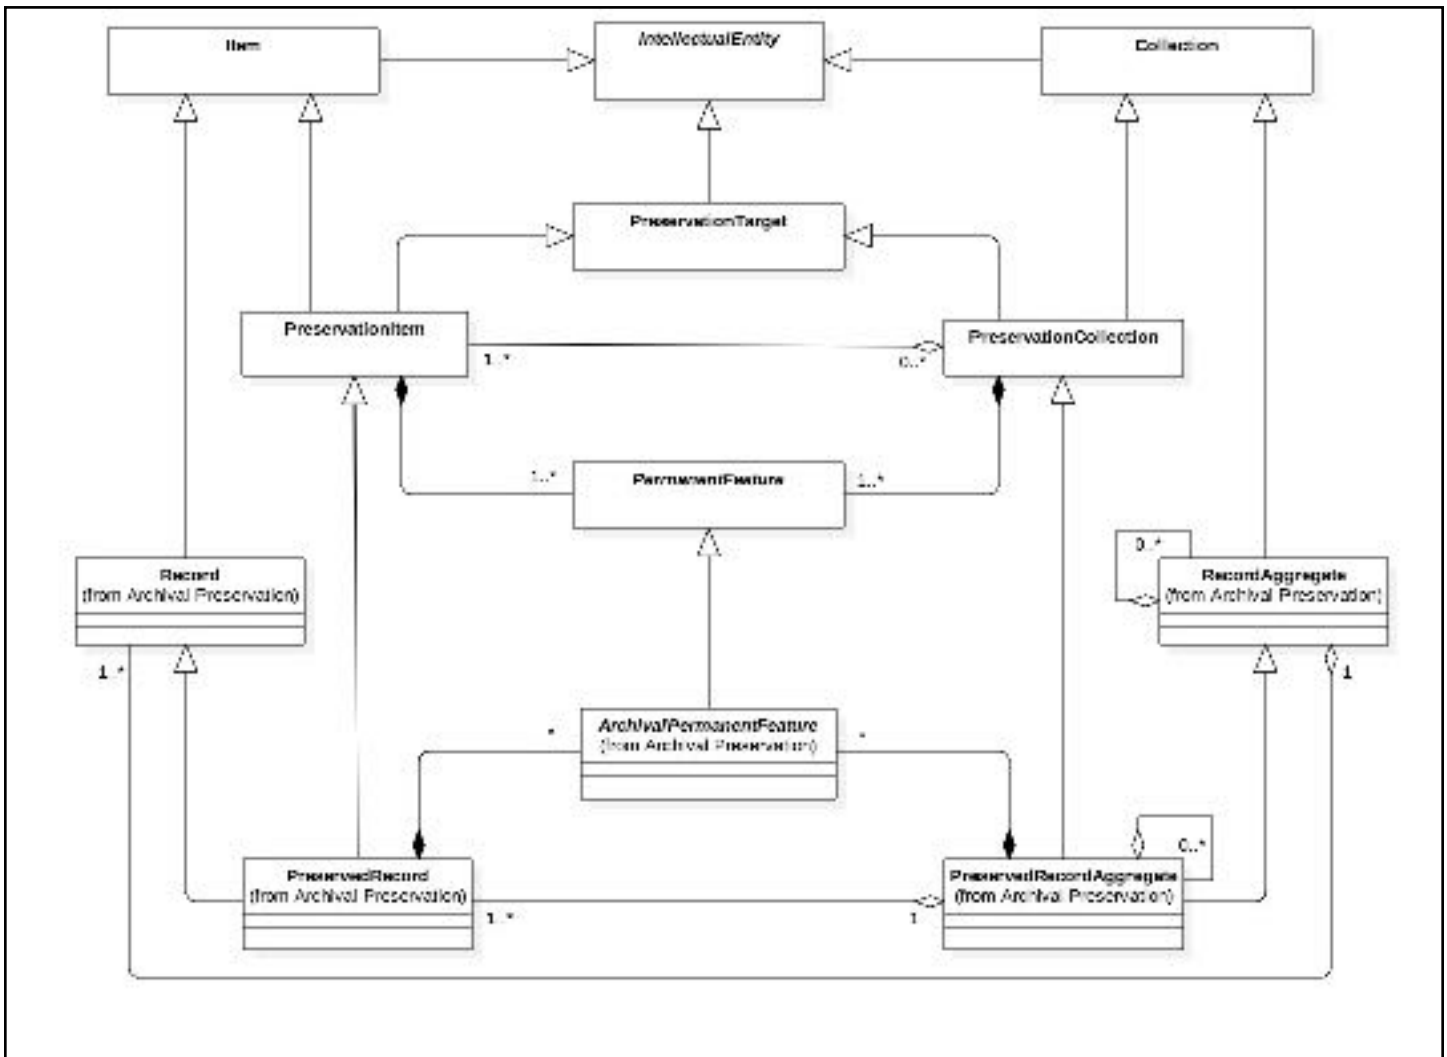 Item
IntellectualEntity
Collection
PreservationTarget
PreservationItem
PreservationCollection
1..*
0..*
1..*
PermanentFeature
1..*
0..*
Record
(from Archival Preservation)
RecordAggregate
(from Archival Preservation)
1..*
1
ArchivalPermanentFeature
(from Archival Preservation)
*
*
0..*
PreservedRecord
(from Archival Preservation)
PreservedRecordAggregate
(from Archival Preservation)
1..*
1